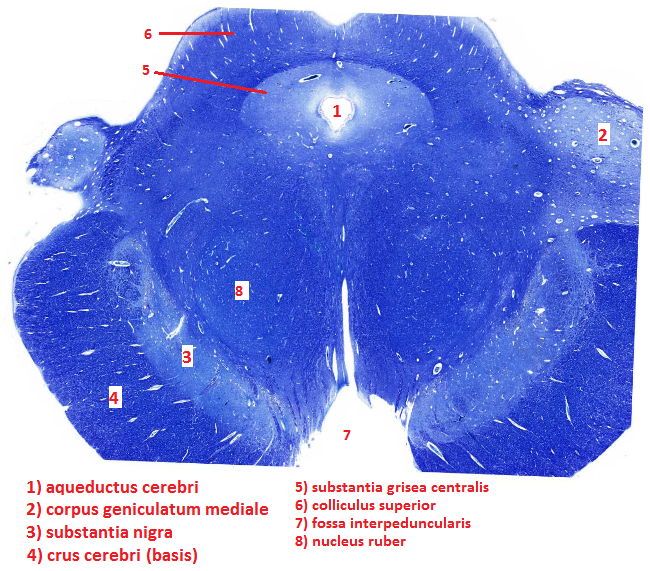 6
5
1
2
8
3
4
7
1) aqueductus cerebri
2) corpus geniculatum mediale
3) substantia nigra
4) crus cerebri (basis)
5) substantia grisea centralis
6) colliculus superior
7) fossa interpeduncularis
8) nucleus ruber